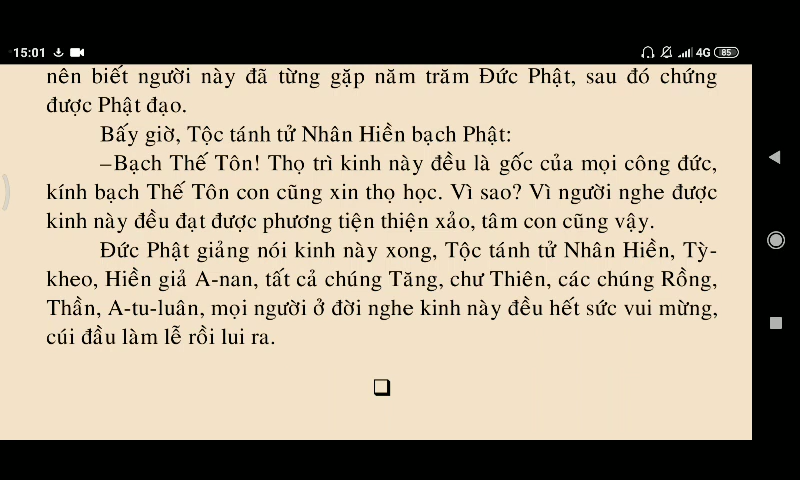 15:01
4G 85
nên biết người này đã từng gặp năm trăm Đức Phật, sau đó chứng
được Phật đạo.
Bấy giờ, Tộc tánh tử Nhân Hiền bạch Phật:
–Bạch Thế Tôn! Thọ trì kinh này đều là gốc của mọi công đức,
kính bạch Thế Tôn con cũng xin thọ học. Vì sao? Vì người nghe được
kinh này đều đạt được phương tiện thiện xảo, tâm con cũng vậy.
Đức Phật giảng nói kinh này xong, Tộc tánh tử Nhân Hiền, Tỳ-
kheo, Hiền giả A-nan, tất cả chúng Tăng, chư Thiên, các chúng Rồng,
Thần, A-tu-luân, mọi người ở đời nghe kinh này đều hết sức vui mừng,
cúi đầu làm lễ rồi lui ra.